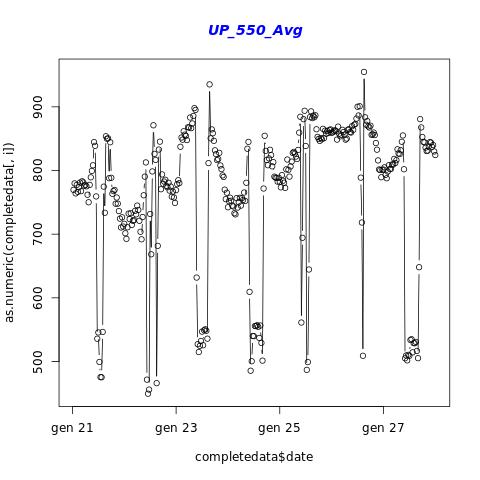 UP_550_Avg
as.numeric(completedata[, i])
900
800
700
600
500
gen 21
gen 23
gen 25
gen 27
completedata$date